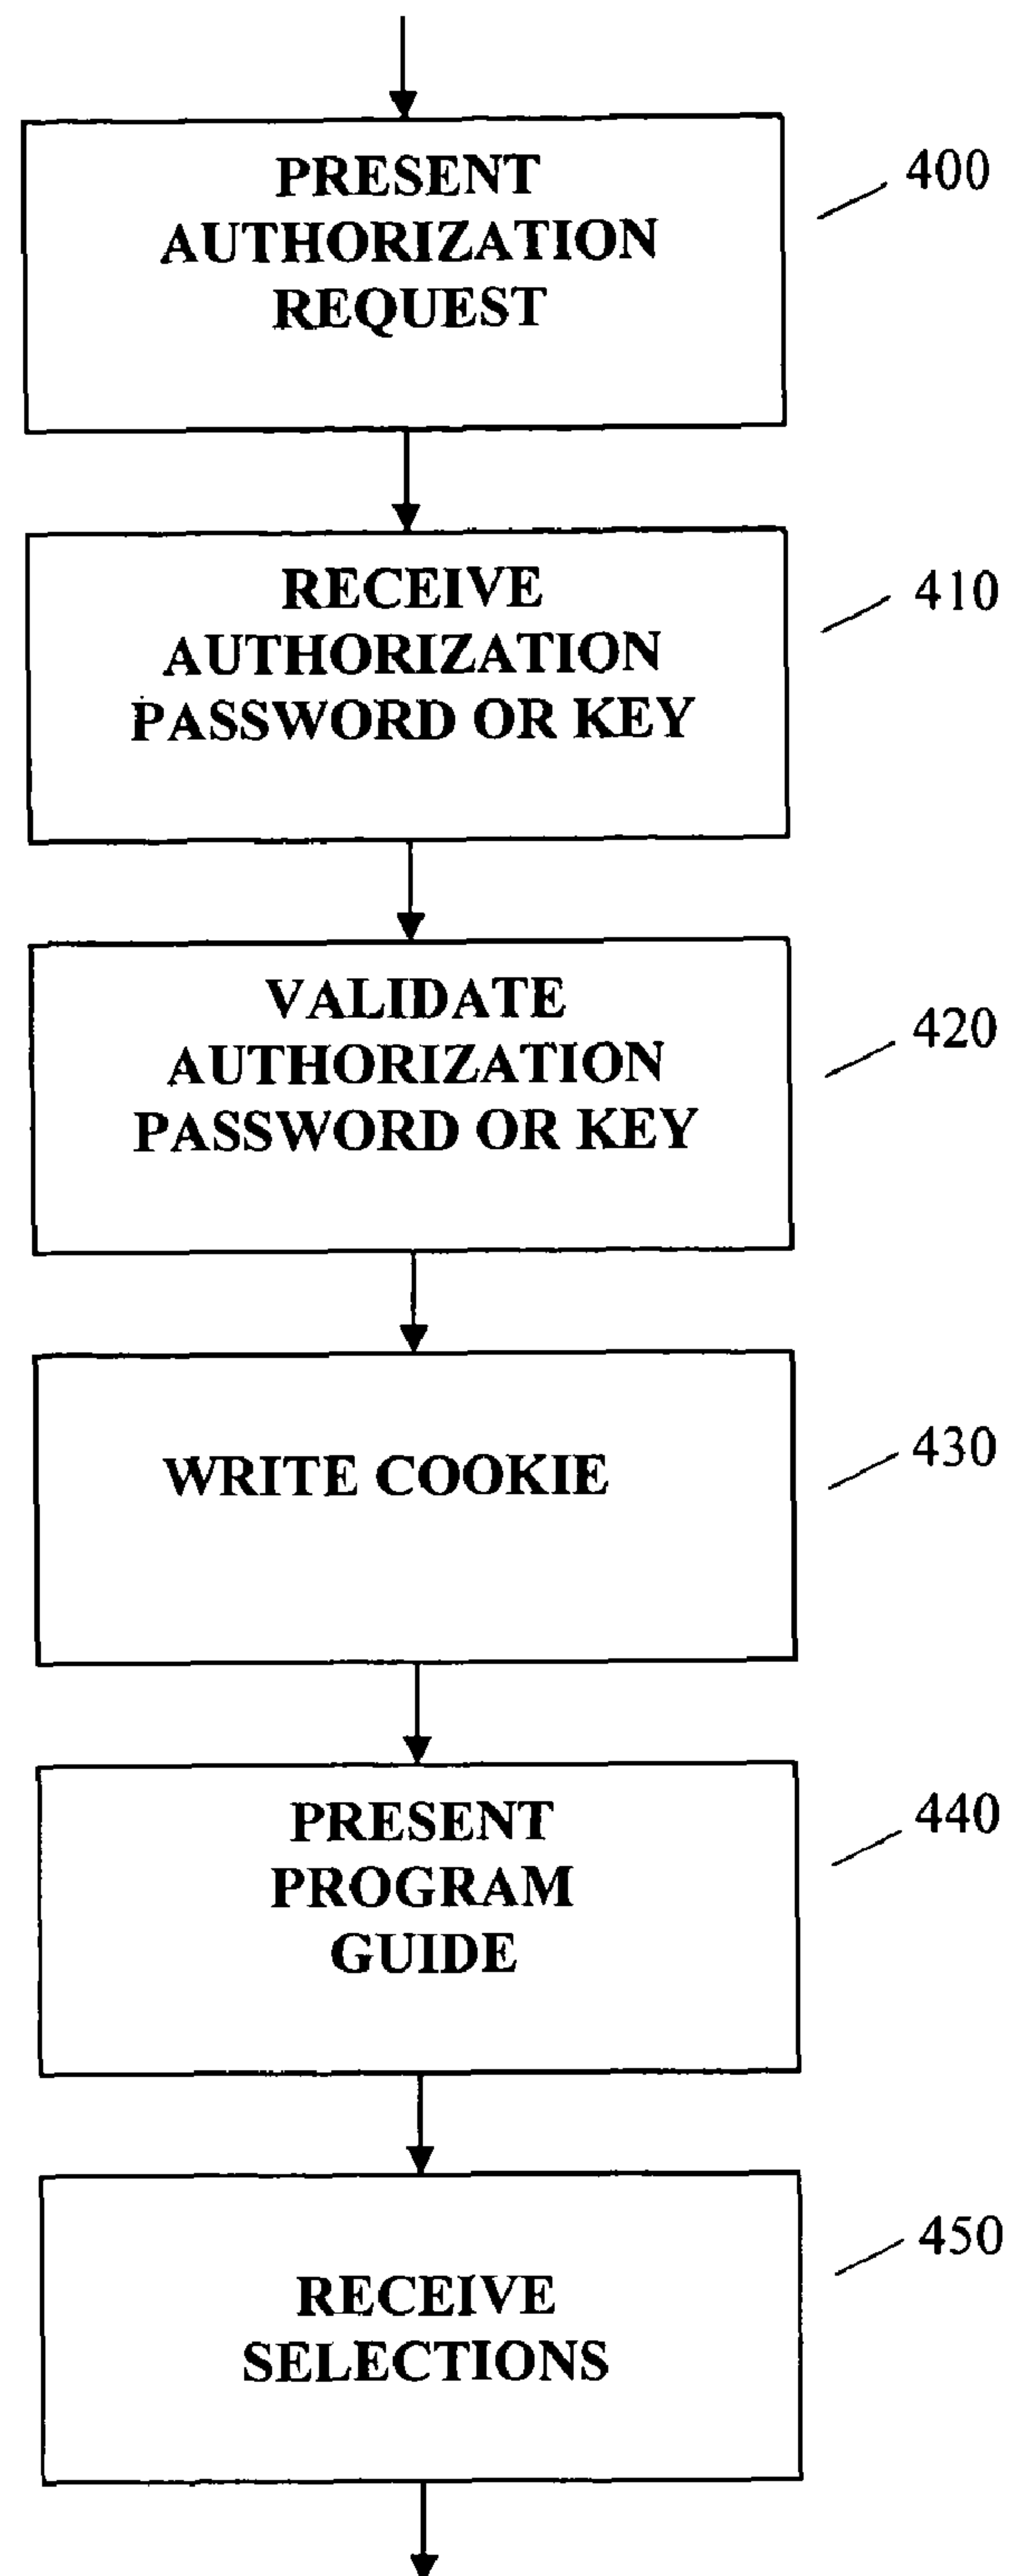 PRESENT
AUTHORIZATION
REQUEST
400
RECEIVE
AUTHORIZATION
PASSWORD OR KEY
410
VALIDATE
AUTHORIZATION
PASSWORD OR KEY
420
WRITE COOKIE
430
PRESENT
PROGRAM
GUIDE
440
RECEIVE
SELECTIONS
450